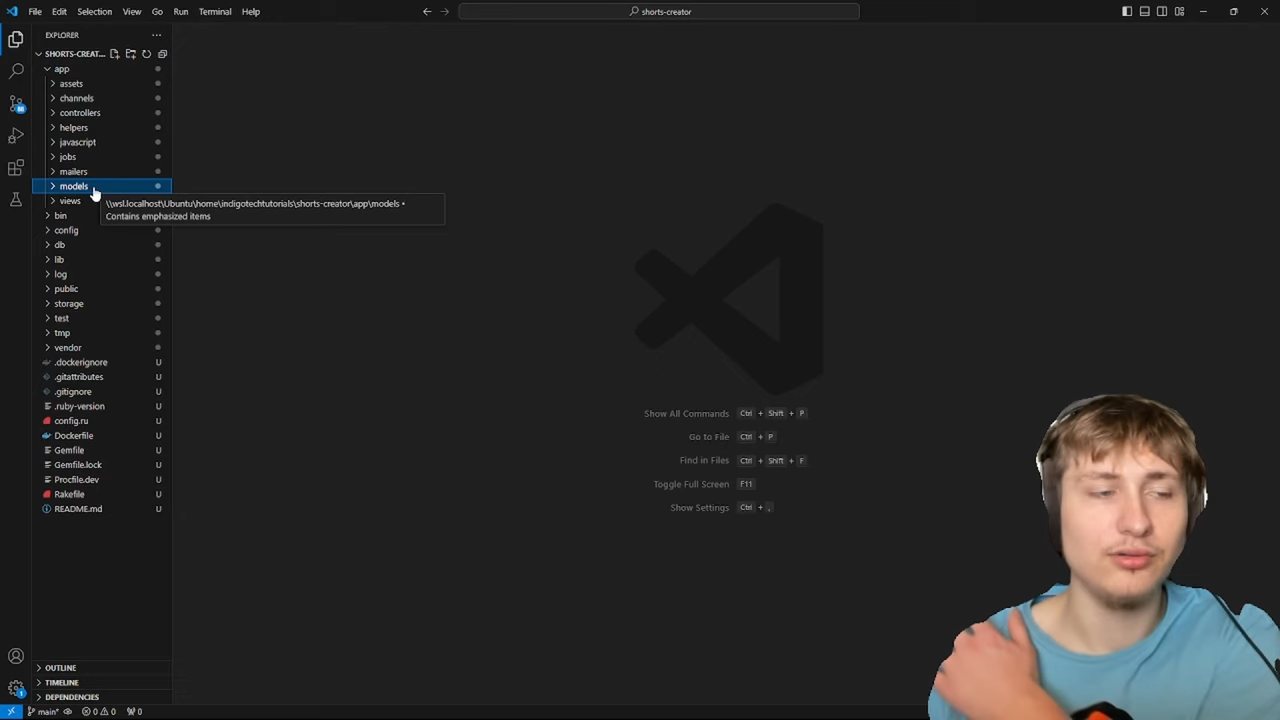 File Edit Selection View Go Run Terminal Help
shorts-creator
EXPLORER
SHORTS-CREAT...
app
assets
channels
controllers
helpers
javascript
jobs
mailers
models
\\wsl.localhost\Ubuntu\home\indigotechtutorials\shorts-creator\app\models •
Contains emphasized items
views
bin
config
db
lib
log
public
storage
test
tmp
vendor
.dockerignore U
.gitattributes U
.gitignore U
.ruby-version U
config.ru U
Dockerfile U
Gemfile U
Gemfile.lock U
Procfile.dev U
Rakefile U
README.md U
Show All Commands Ctrl + Shift + P
Go to File Ctrl + P
Find in Files Ctrl + Shift + F
Toggle Full Screen F11
Show Settings Ctrl + ,
OUTLINE
TIMELINE
DEPENDENCIES
1
main* 0 0 0